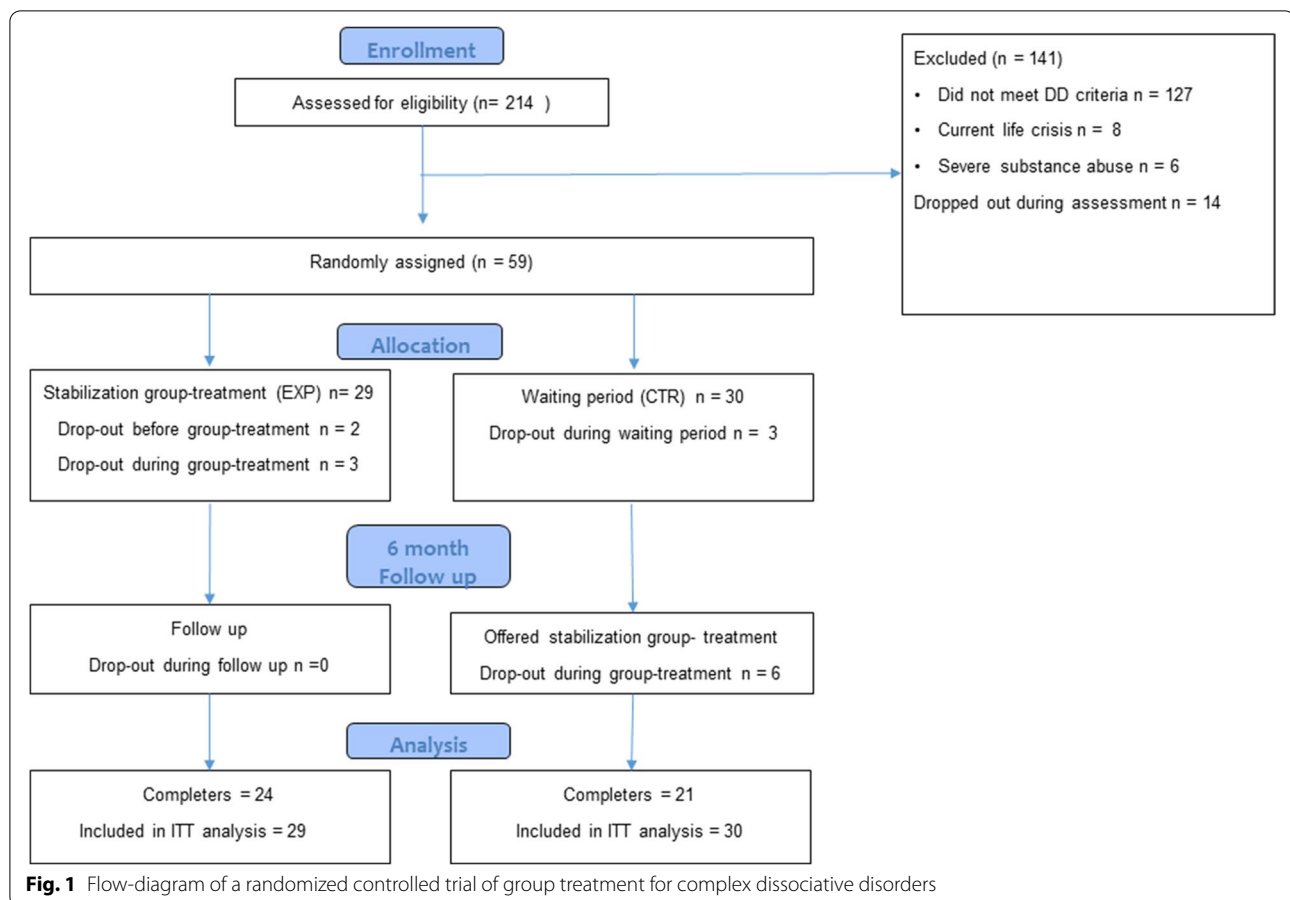 Enrollment
Assessed for eligibility (n= 214 )
Excluded (n = 141)
• Did not meet DD criteria n = 127
• Current life crisis n = 8
• Severe substance abuse n = 6
Dropped out during assessment n = 14
Randomly assigned (n = 59)
Allocation
Stabilization group-treatment (EXP) n= 29
Drop-out before group-treatment n = 2
Drop-out during group-treatment n = 3
Waiting period (CTR) n = 30
Drop-out during waiting period n = 3
6 month
Follow up
Follow up
Drop-out during follow up n =0
Offered stabilization group- treatment
Drop-out during group-treatment n = 6
Analysis
Completers = 24
Included in ITT analysis = 29
Completers = 21
Included in ITT analysis = 30
Fig. 1 Flow-diagram of a randomized controlled trial of group treatment for complex dissociative disorders